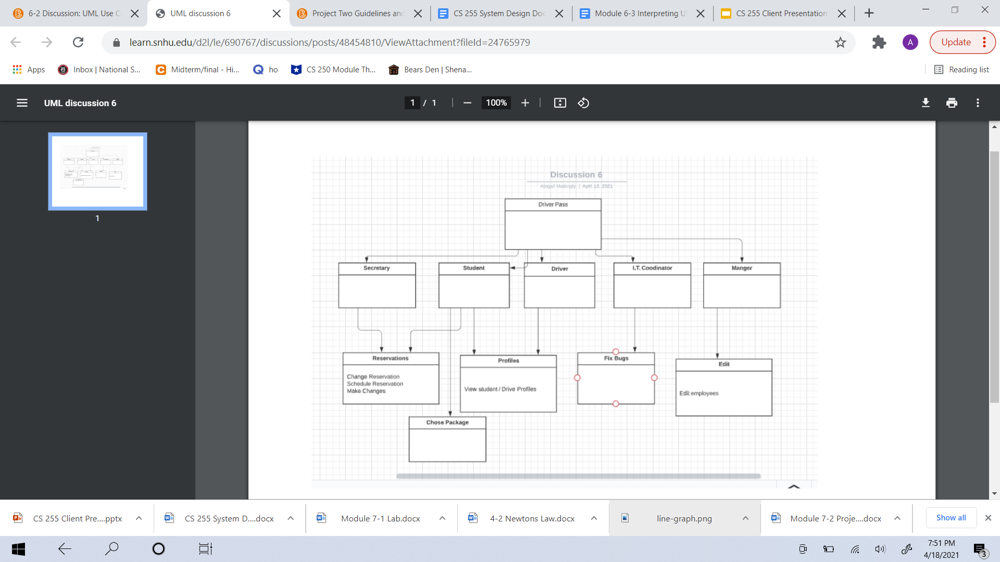 6-2 Discussion: UML Use C
UML discussion 6
Project Two Guidelines and
CS 255 System Design Doc
Module 6-3 Interpreting U
CS 255 Client Presentation
learn.snhu.edu/d2l/le/690767/discussions/posts/48454810/ViewAttachment?fileId=24765979
A
Update
Apps
Inbox | National S...
Midterm/final - Hi...
ho
CS 250 Module Th...
Bears Den | Shena...
Reading list
UML discussion 6
1 / 1
100%
1
Discussion 6
Abigail Mattingly | April 10, 2021
Driver Pass
Secretary
Student
Driver
I.T. Coodinator
Manger
Reservations
Change Reservation
Schedule Reservation
Make Changes
Profiles
View student / Drive Profiles
Fix Bugs
Edit
Edit employees
Chose Package
CS 255 Client Pre....pptx
CS 255 System D....docx
Module 7-1 Lab.docx
4-2 Newtons Law.docx
line-graph.png
Module 7-2 Proje....docx
Show all
7:51 PM
4/18/2021
3